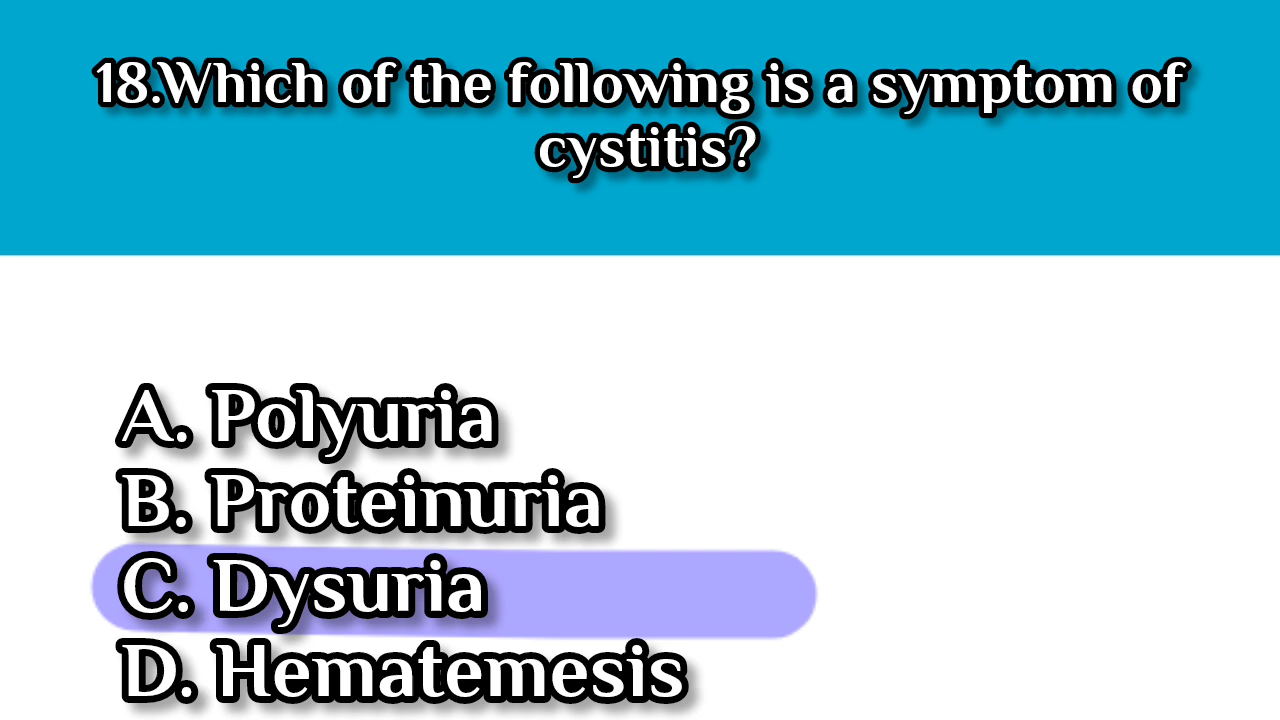 18.Which of the following is a symptom of
cystitis?
A. Polyuria
B. Proteinuria
C. Dysuria
D. Hematemesis